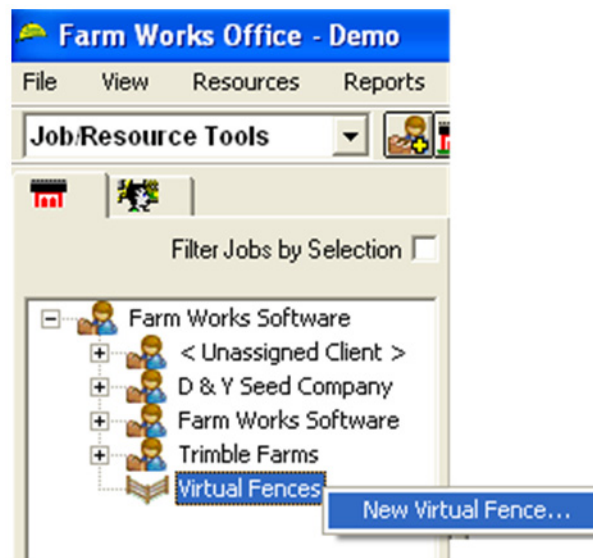 Farm Works Office - Demo
File View Resources Reports
Job/Resource Tools
Filter Jobs by Selection
Farm Works Software
< Unassigned Client >
D & Y Seed Company
Farm Works Software
Trimble Farms
Virtual Fences
New Virtual Fence...